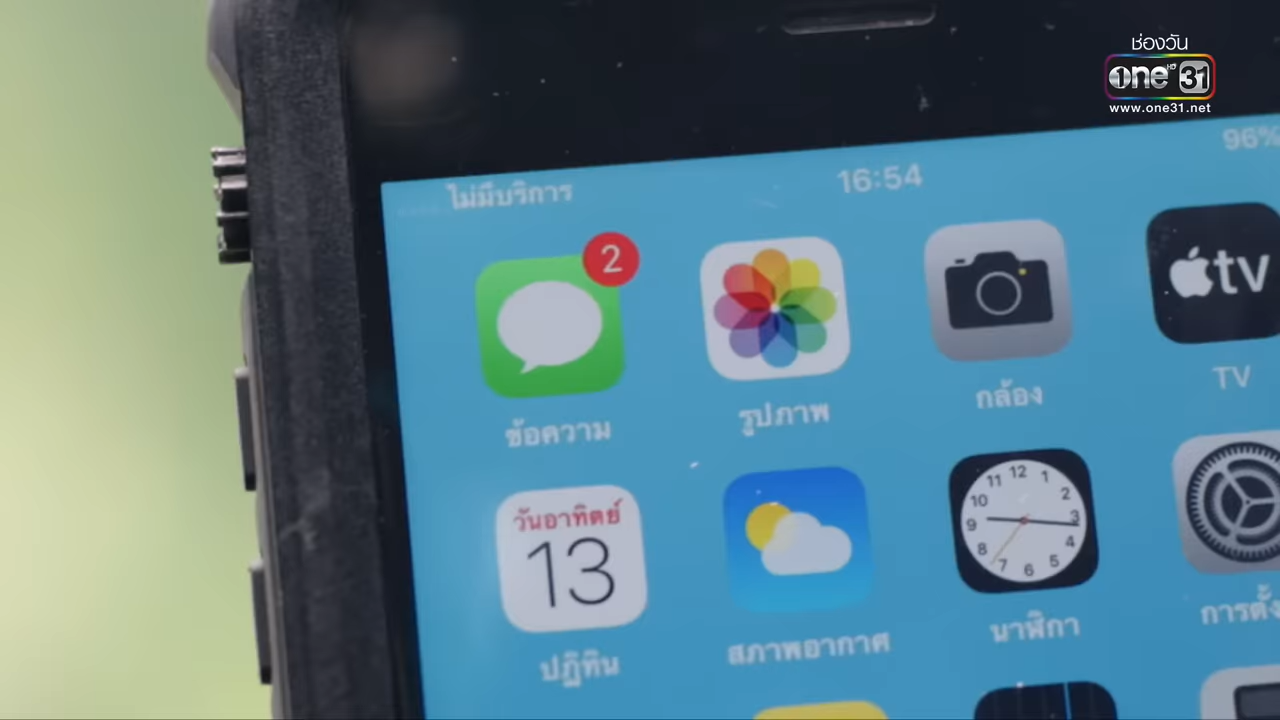 ช่องวัน
one HD 31
www.one31.net
ไม่มีบริการ 16:54 96%
2
tv
ข้อความ รูปภาพ กล้อง TV
วันอาทิตย์
13
12 1 2 3 4 5 6 7 8 9 10 11
ปฏิทิน สภาพอากาศ นาฬิกา การตั้ง